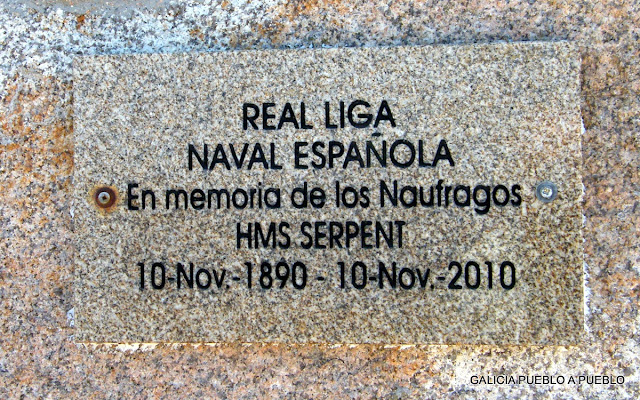 REAL LIGA
NAVAL ESPAÑOLA
En memoria de los Naufragos
HMS SERPENT
10-Nov.-1890 - 10-Nov.-2010
GALICIA PUEBLO A PUEBLO